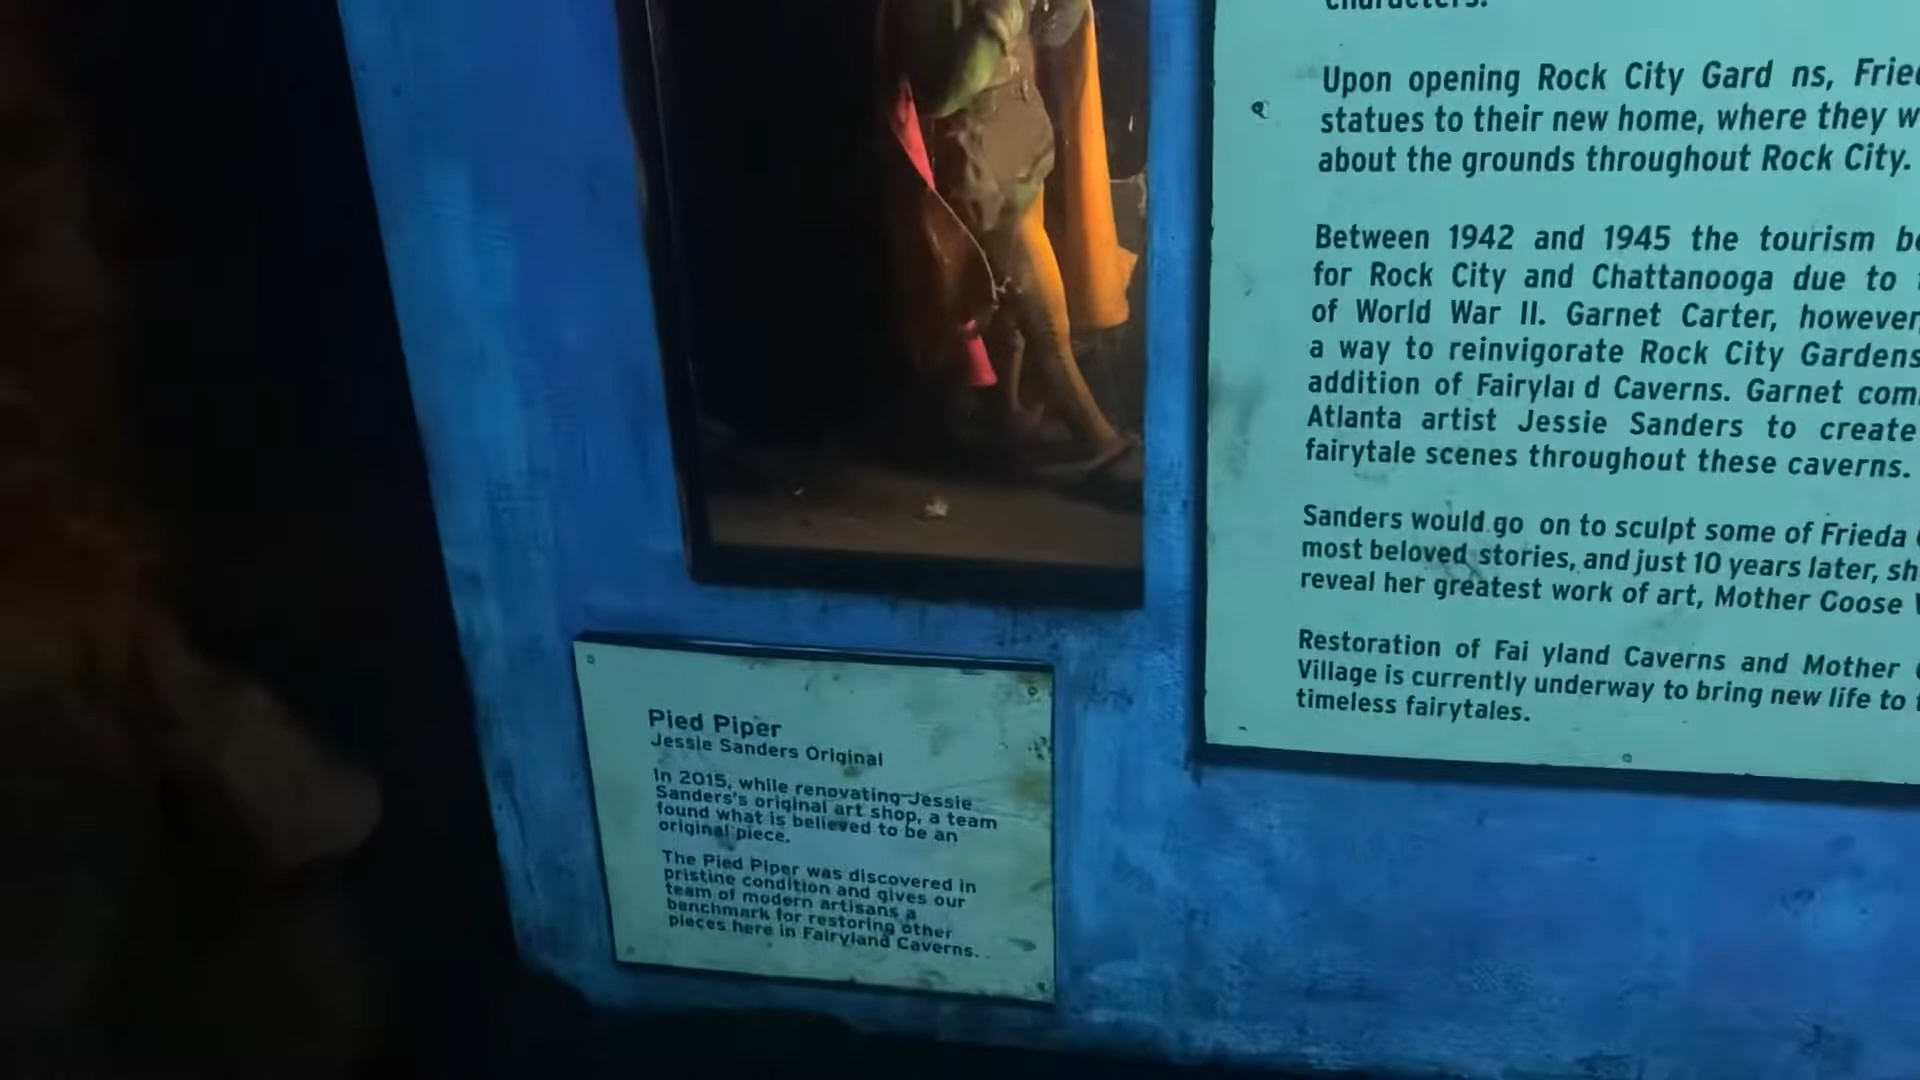 Pied Piper
Jessie Sanders Original
In 2015, while renovating Jessie
Sanders's original art shop, a team
found what is believed to be an
original piece.
The Pied Piper was discovered in
pristine condition and gives our
team of modern artisans a
benchmark for restoring other
pieces here in Fairyland Caverns.
characters.
Upon opening Rock City Gard ns, Frie
statues to their new home, where they w
about the grounds throughout Rock City.
Between 1942 and 1945 the tourism b
for Rock City and Chattanooga due to
of World War II. Garnet Carter, however,
a way to reinvigorate Rock City Gardens
addition of Fairylai d Caverns. Garnet com
Atlanta artist Jessie Sanders to create
fairytale scenes throughout these caverns.
Sanders would go on to sculpt some of Frieda
most beloved stories, and just 10 years later, sh
reveal her greatest work of art, Mother Goose
Restoration of Fai yland Caverns and Mother
Village is currently underway to bring new life to
timeless fairytales.